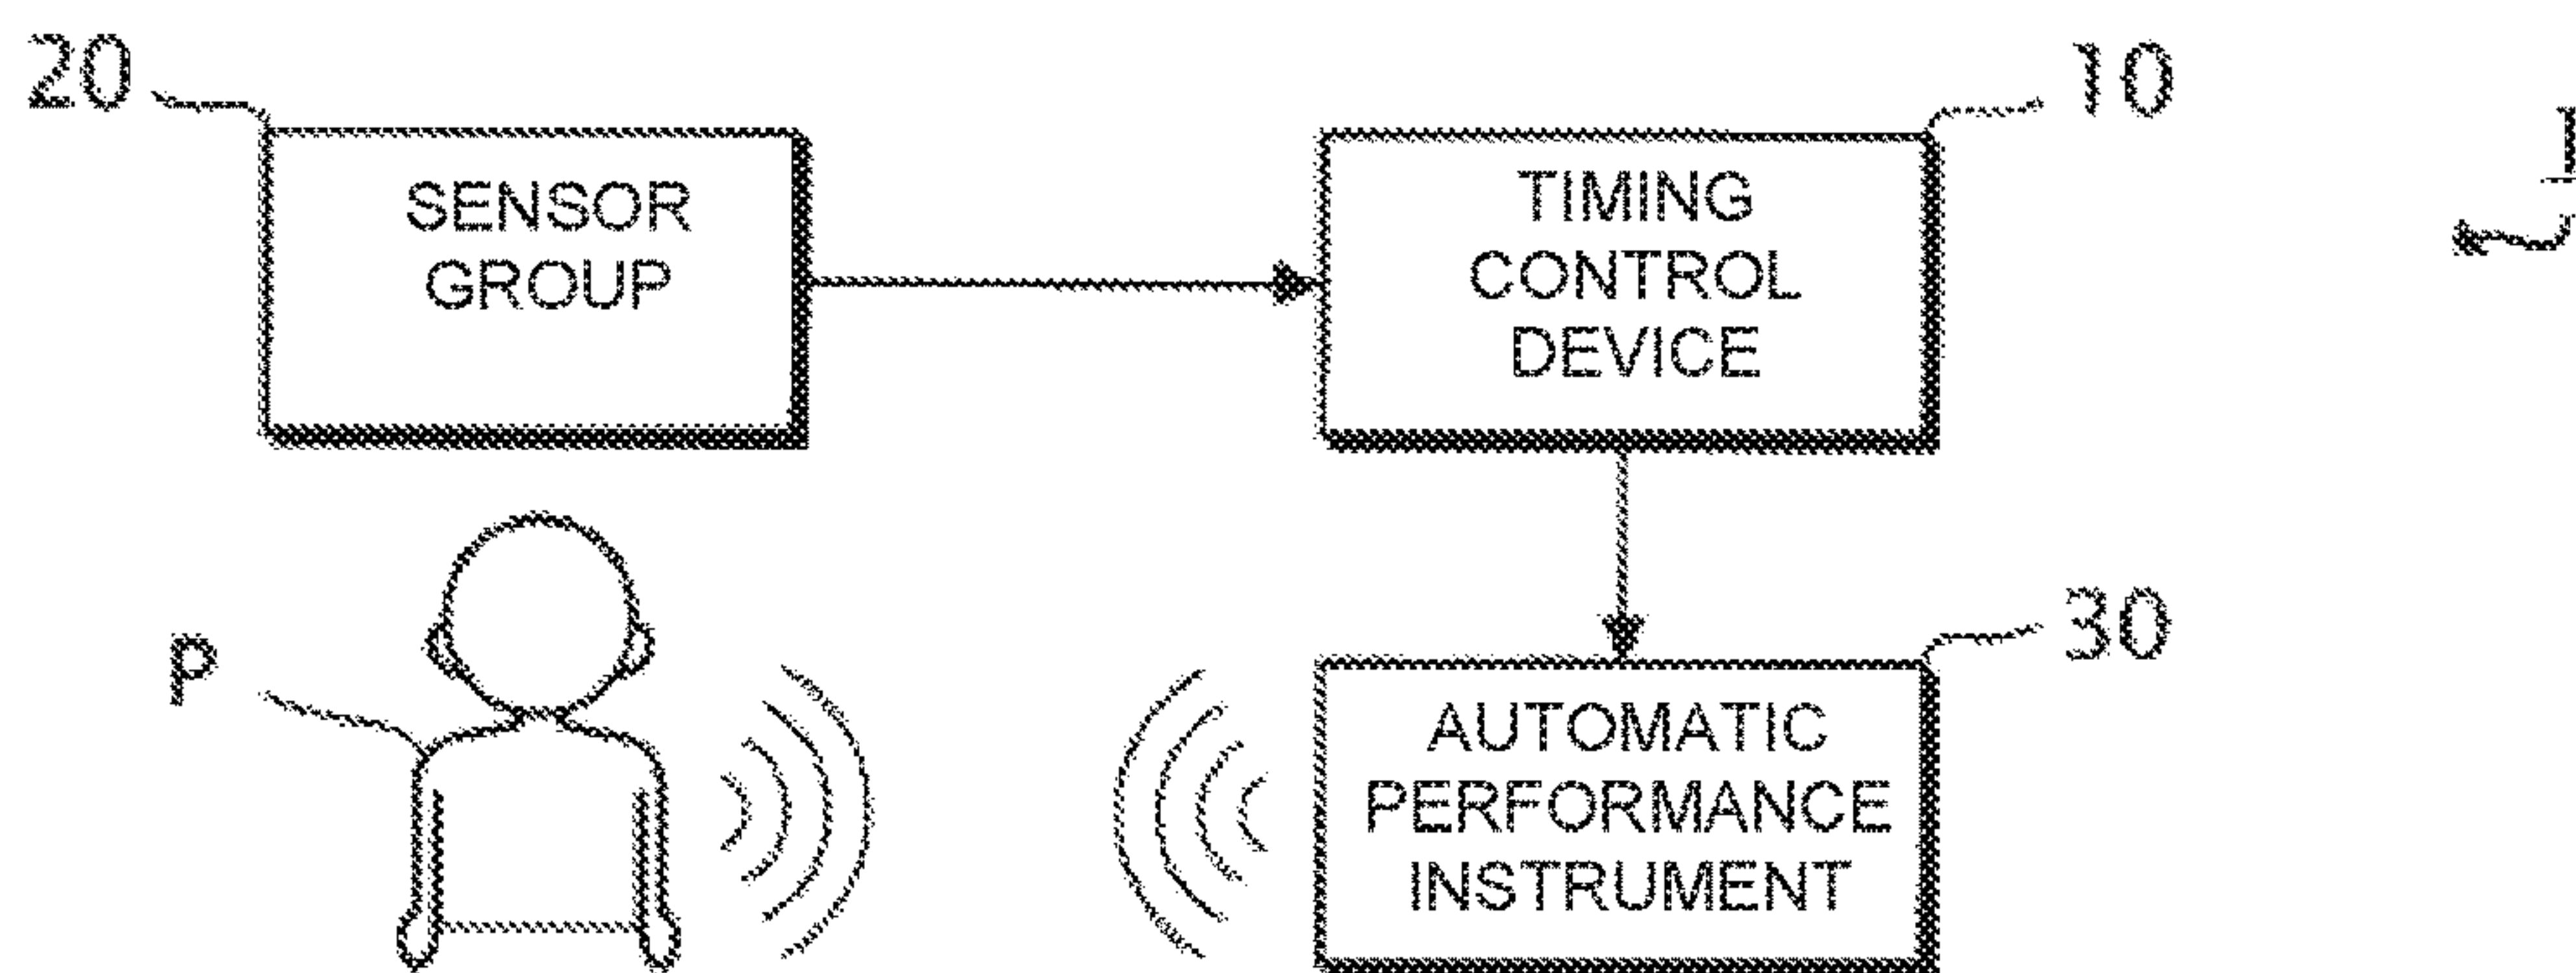 20
10
1
SENSOR
GROUP
TIMING
CONTROL
DEVICE
P
30
AUTOMATIC
PERFORMANCE
INSTRUMENT